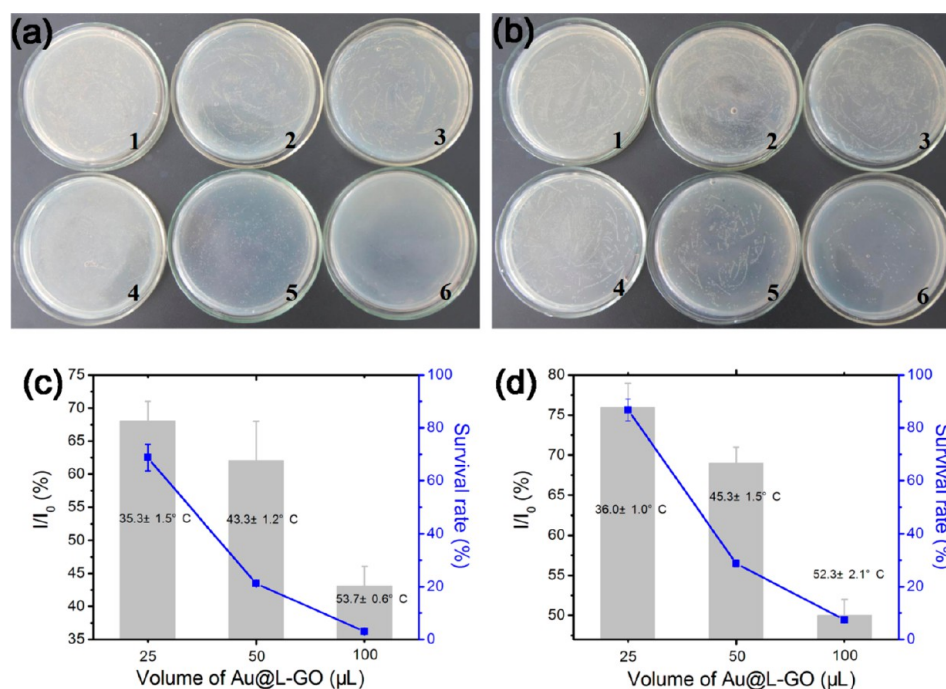 (a)
1
2
3
4
5
6
(b)
1
2
3
4
5
6
(c)
75
70
65
60
55
50
45
40
35
I/I₀ (%)
35.3± 1.5° C
43.3± 1.2° C
53.7± 0.6° C
100
80
60
40
20
0
Survival rate (%)
25
50
100
Volume of Au@L-GO (µL)
(d)
80
75
70
65
60
55
50
I/I₀ (%)
36.0± 1.0° C
45.3± 1.5° C
52.3± 2.1° C
100
80
60
40
20
0
Survival rate (%)
25
50
100
Volume of Au@L-GO (µL)